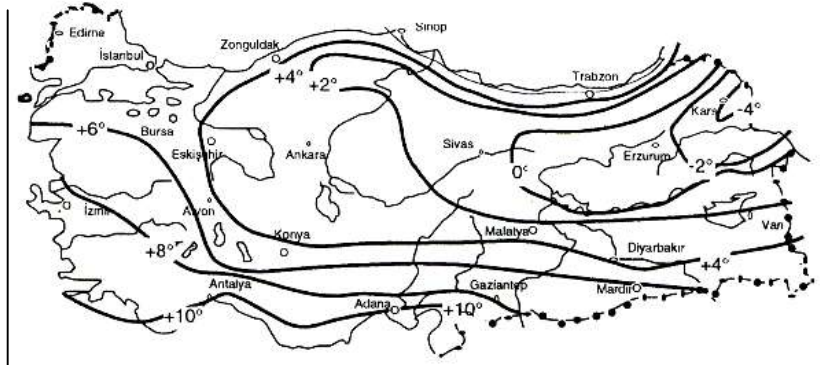 Edirne
Sinop
Zonguldak
İstanbul
+4°
+2°
Trabzon
Kars
-4°
+6°
Bursa
Eskişehir
Ankara
Sivas
Erzurum
0°
-2°
İzmir
Afyon
Konya
Malatya
Van
+8°
Diyarbakır
+4°
Antalya
Gaziantep
Mardin
Adana
+10°
+10°